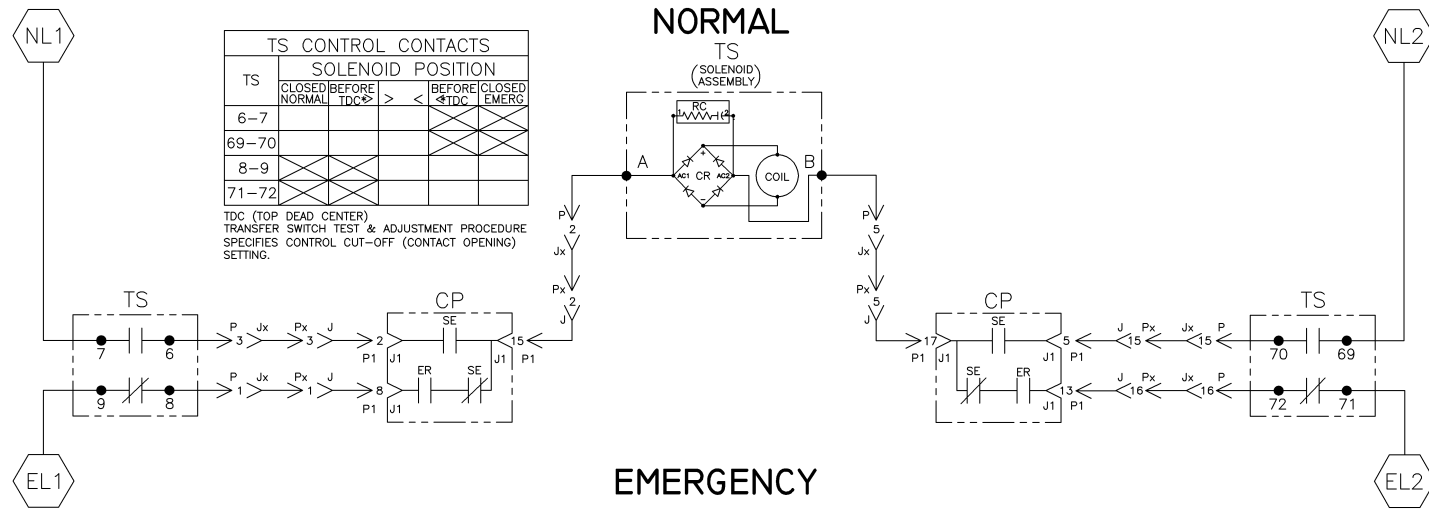 NORMAL
NL1
NL2
TS CONTROL CONTACTS
TS
SOLENOID POSITION
CLOSED NORMAL
BEFORE TDC
>
<
BEFORE TDC
CLOSED EMERG
6-7
69-70
8-9
71-72
TDC (TOP DEAD CENTER)
TRANSFER SWITCH TEST & ADJUSTMENT PROCEDURE
SPECIFIES CONTROL CUT-OFF (CONTACT OPENING)
SETTING.
TS
(SOLENOID)
(ASSEMBLY)
RC
1
2
A
B
+
AC1
CR
AC2
-
COIL
P
2
Jx
Px
2
J
P
5
Jx
Px
5
J
TS
7
6
9
8
P
3
Jx
Px
3
J
P
1
Jx
Px
1
J
CP
2
P1
J1
SE
15
J1
P1
8
P1
J1
ER
SE
CP
17
P1
J1
SE
5
J1
P1
SE
ER
13
J1
P1
J
15
Px
Jx
15
P
J
16
Px
Jx
16
P
TS
70
69
72
71
EL1
EMERGENCY
EL2